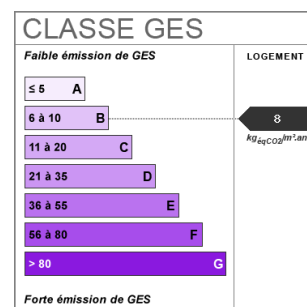 CLASSE GES
Faible émission de GES
LOGEMENT
≤ 5 A
6 à 10 B
8
kgéqCO2/m².an
11 à 20 C
21 à 35 D
36 à 55 E
56 à 80 F
> 80 G
Forte émission de GES